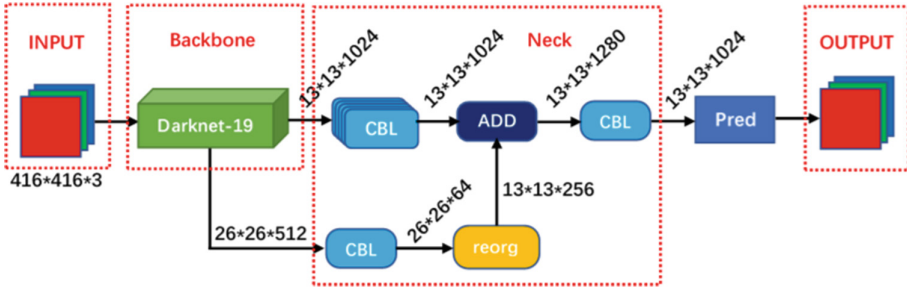 INPUT
416*416*3
Backbone
Darknet-19
13*13*1024
26*26*512
Neck
CBL
13*13*1024
ADD
13*13*1280
CBL
CBL
26*26*64
reorg
13*13*256
13*13*1024
Pred
OUTPUT